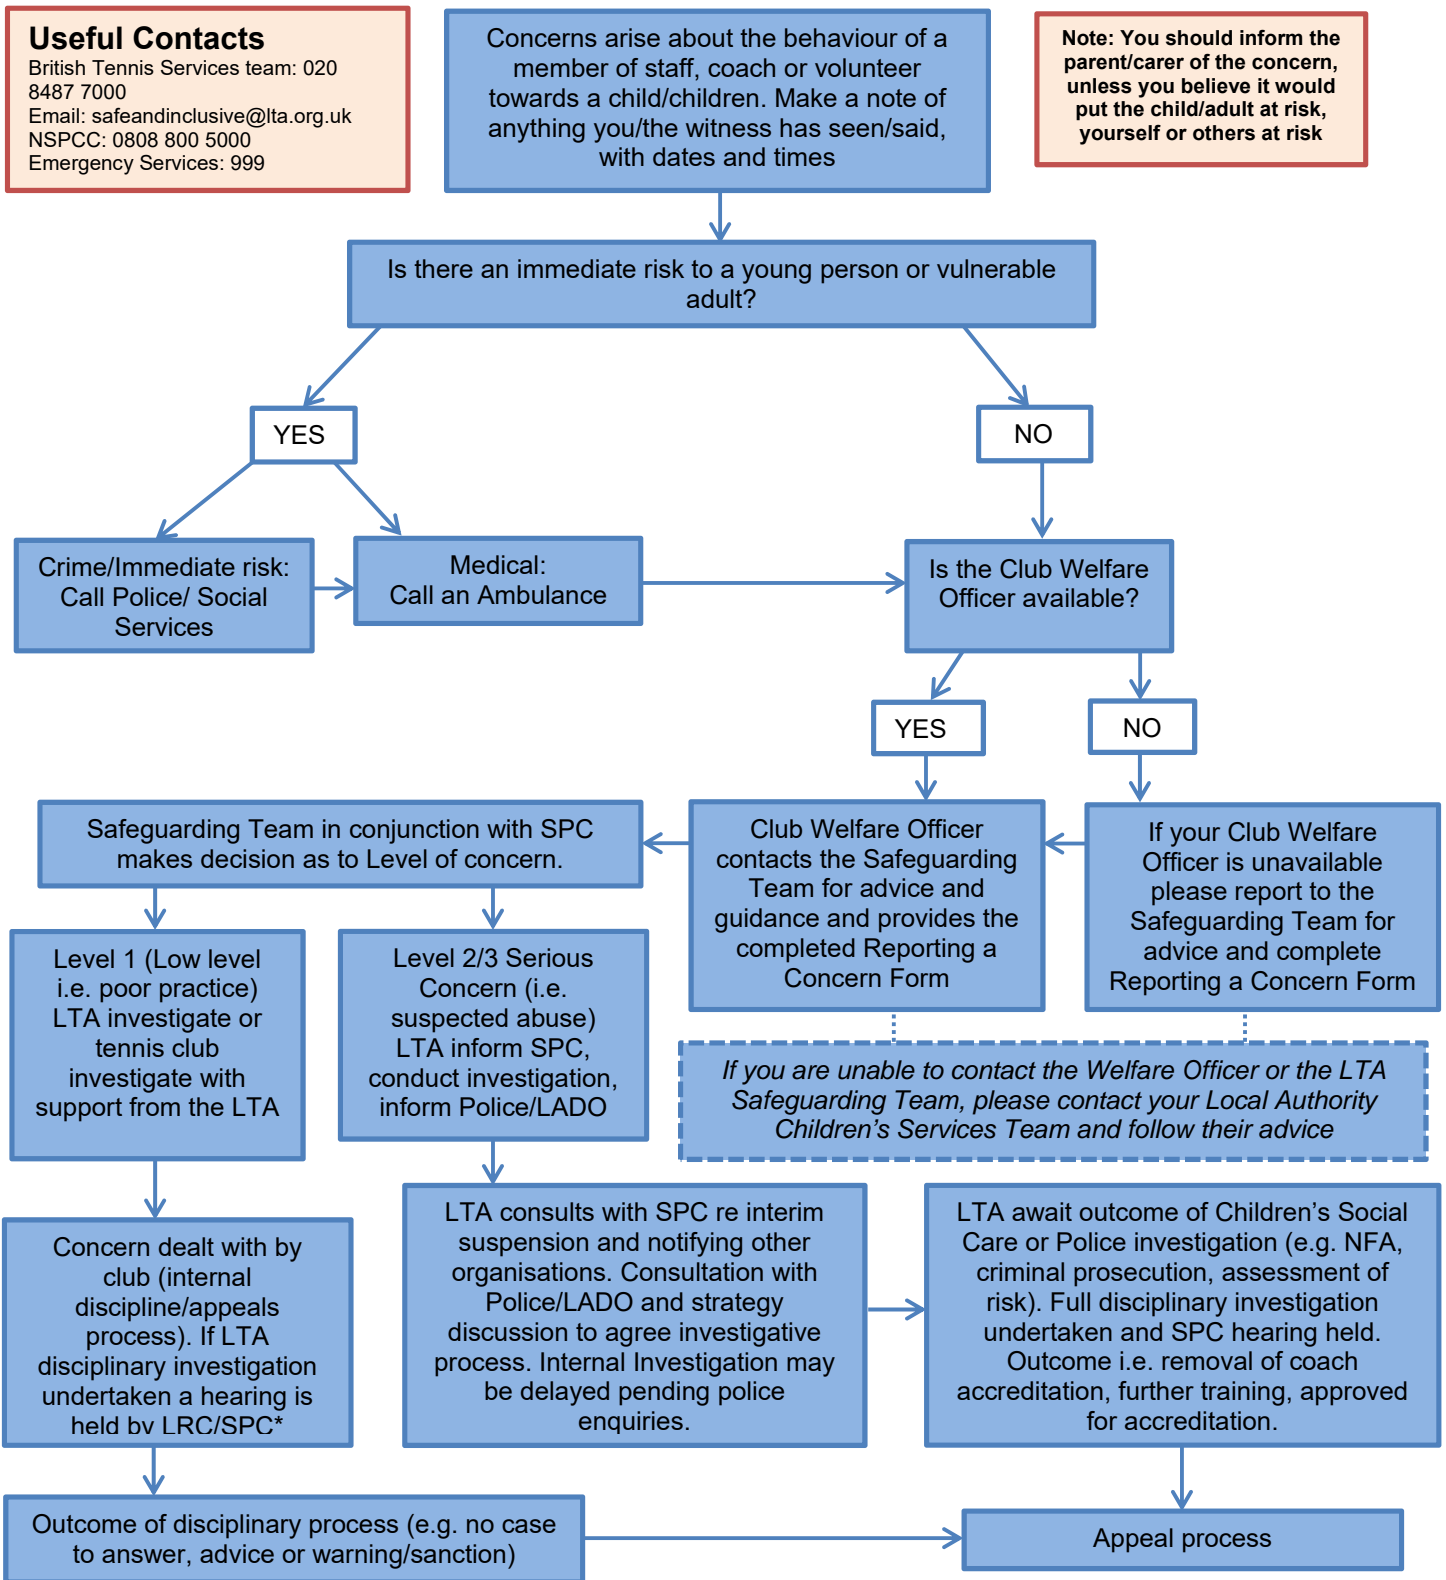 Useful Contacts
British Tennis Services team: 020
8487 7000
Email: safeandinclusive@lta.org.uk
NSPCC: 0808 800 5000
Emergency Services: 999
Concerns arise about the behaviour of a
member of staff, coach or volunteer
towards a child/children. Make a note of
anything you/the witness has seen/said,
with dates and times
Note: You should inform the
parent/carer of the concern,
unless you believe it would
put the child/adult at risk,
yourself or others at risk
Is there an immediate risk to a young person or vulnerable
adult?
YES
NO
Crime/Immediate risk:
Call Police/ Social
Services
Medical:
Call an Ambulance
Is the Club Welfare
Officer available?
YES
NO
Safeguarding Team in conjunction with SPC
makes decision as to Level of concern.
Club Welfare Officer
contacts the Safeguarding
Team for advice and
guidance and provides the
completed Reporting a
Concern Form
If your Club Welfare
Officer is unavailable
please report to the
Safeguarding Team for
advice and complete
Reporting a Concern Form
Level 1 (Low level
i.e. poor practice)
LTA investigate or
tennis club
investigate with
support from the LTA
Level 2/3 Serious
Concern (i.e.
suspected abuse)
LTA inform SPC,
conduct investigation,
inform Police/LADO
If you are unable to contact the Welfare Officer or the LTA
Safeguarding Team, please contact your Local Authority
Children's Services Team and follow their advice
Concern dealt with by
club (internal
discipline/appeals
process). If LTA
disciplinary investigation
undertaken a hearing is
held by LRC/SPC*
LTA consults with SPC re interim
suspension and notifying other
organisations. Consultation with
Police/LADO and strategy
discussion to agree investigative
process. Internal Investigation may
be delayed pending police
enquiries.
LTA await outcome of Children's Social
Care or Police investigation (e.g. NFA,
criminal prosecution, assessment of
risk). Full disciplinary investigation
undertaken and SPC hearing held.
Outcome i.e. removal of coach
accreditation, further training, approved
for accreditation.
Outcome of disciplinary process (e.g. no case
to answer, advice or warning/sanction)
Appeal process